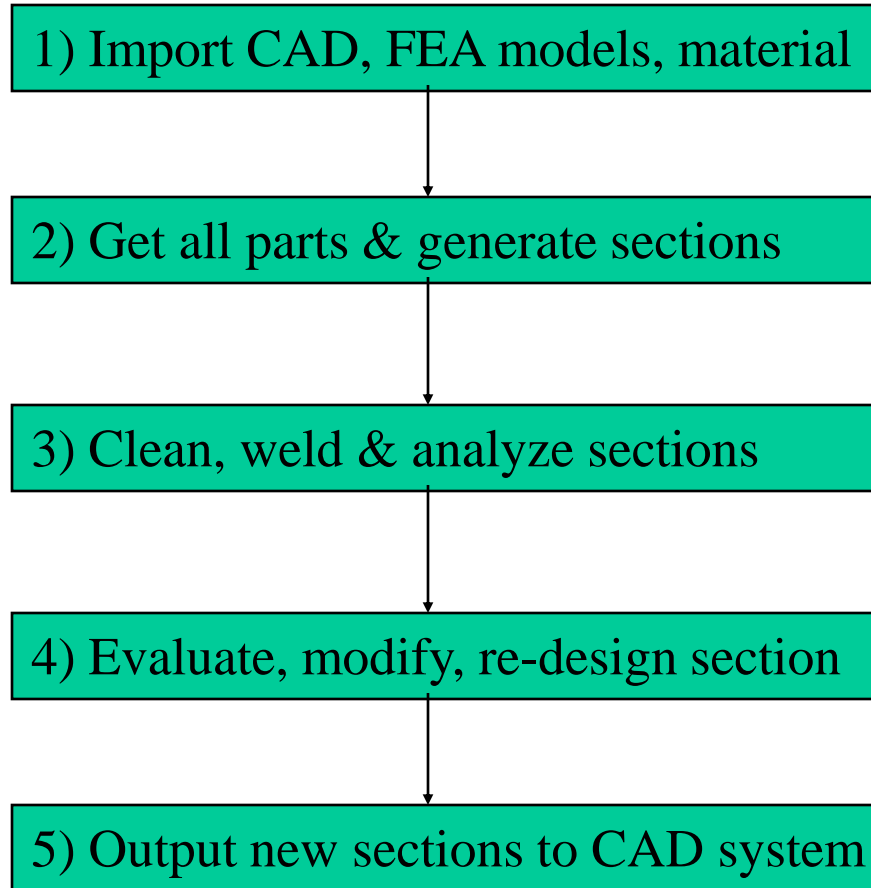 1) Import CAD, FEA models, material
2) Get all parts & generate sections
3) Clean, weld & analyze sections
4) Evaluate, modify, re-design section
5) Output new sections to CAD system